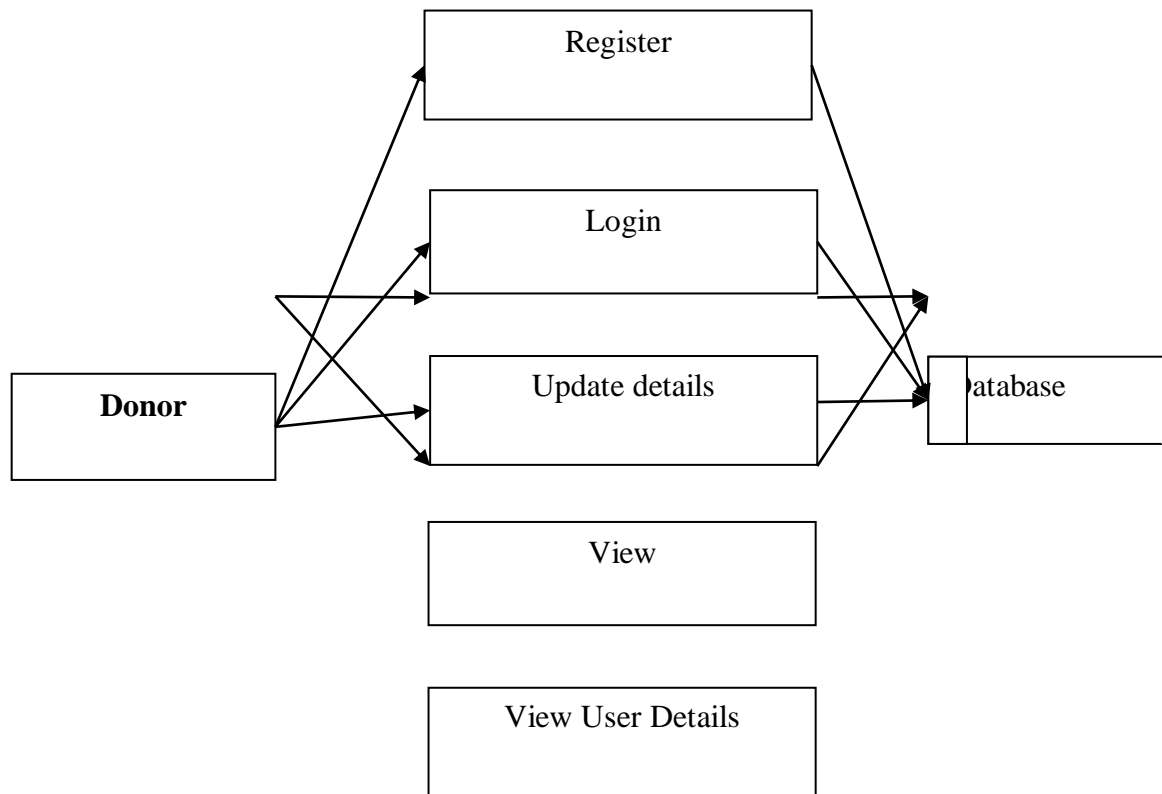 Register
Login
Update details
Donor
atabase
View
View User Details